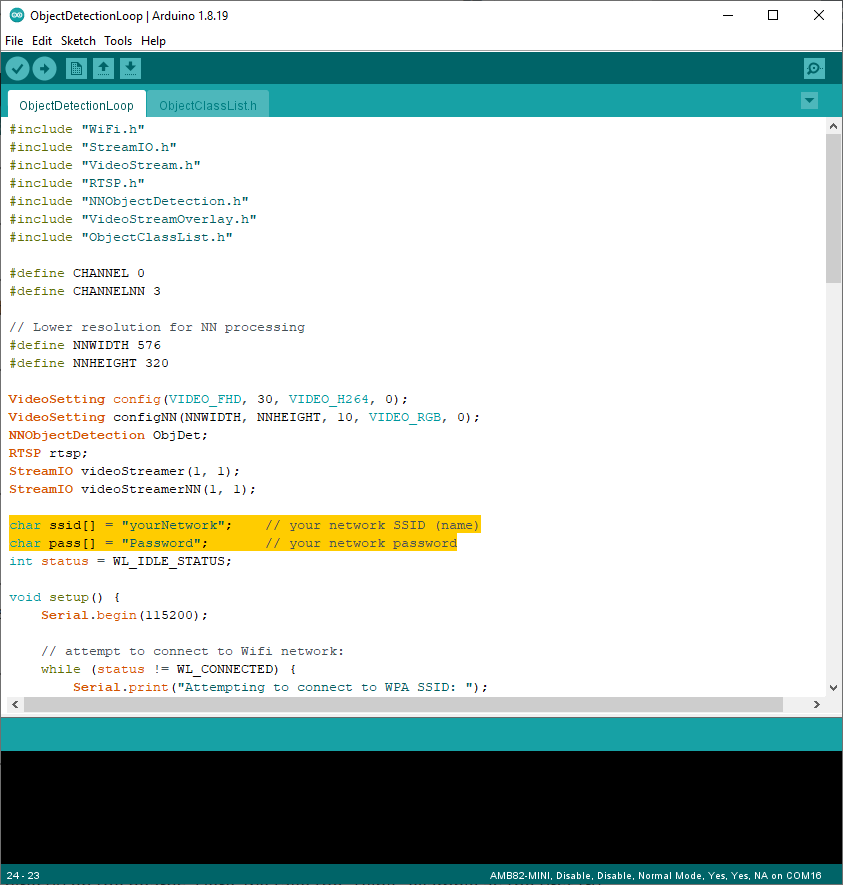 ObjectDetectionLoop | Arduino 1.8.19
File Edit Sketch Tools Help
ObjectDetectionLoop ObjectClassList.h
#include "WiFi.h"
#include "StreamIO.h"
#include "VideoStream.h"
#include "RTSP.h"
#include "NNObjectDetection.h"
#include "VideoStreamOverlay.h"
#include "ObjectClassList.h"
#define CHANNEL 0
#define CHANNELNN 3
// Lower resolution for NN processing
#define NNWIDTH 576
#define NNHEIGHT 320
VideoSetting config(VIDEO_FHD, 30, VIDEO_H264, 0);
VideoSetting configNN(NNWIDTH, NNHEIGHT, 10, VIDEO_RGB, 0);
NNObjectDetection ObjDet;
RTSP rtsp;
StreamIO videoStreamer(1, 1);
StreamIO videoStreamerNN(1, 1);
char ssid[] = "yourNetwork";    // your network SSID (name)
char pass[] = "Password";       // your network password
int status = WL_IDLE_STATUS;
void setup() {
    Serial.begin(115200);
    // attempt to connect to Wifi network:
    while (status != WL_CONNECTED) {
        Serial.print("Attempting to connect to WPA SSID: ");
24 - 23 AMB82-MINI, Disable, Disable, Normal Mode, Yes, Yes, NA on COM16